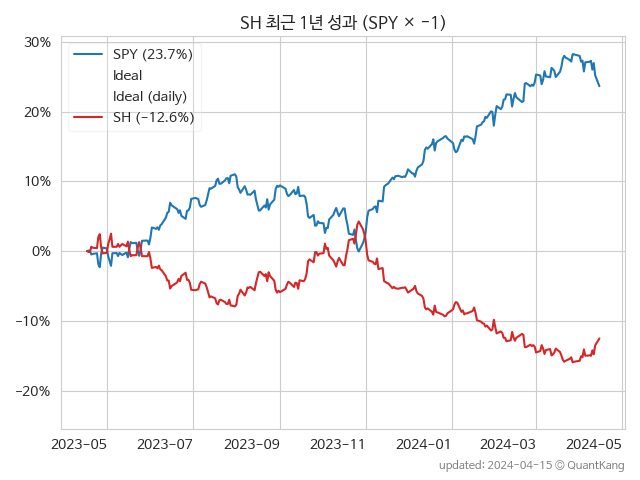 SH 최근 1년 성과 (SPY × −1)
30%
20%
10%
0%
−10%
−20%
SPY (23.7%)
Ideal
Ideal (daily)
SH (−12.6%)
2023−05
2023−07
2023−09
2023−11
2024−01
2024−03
2024−05
updated: 2024−04−15 © QuantKang